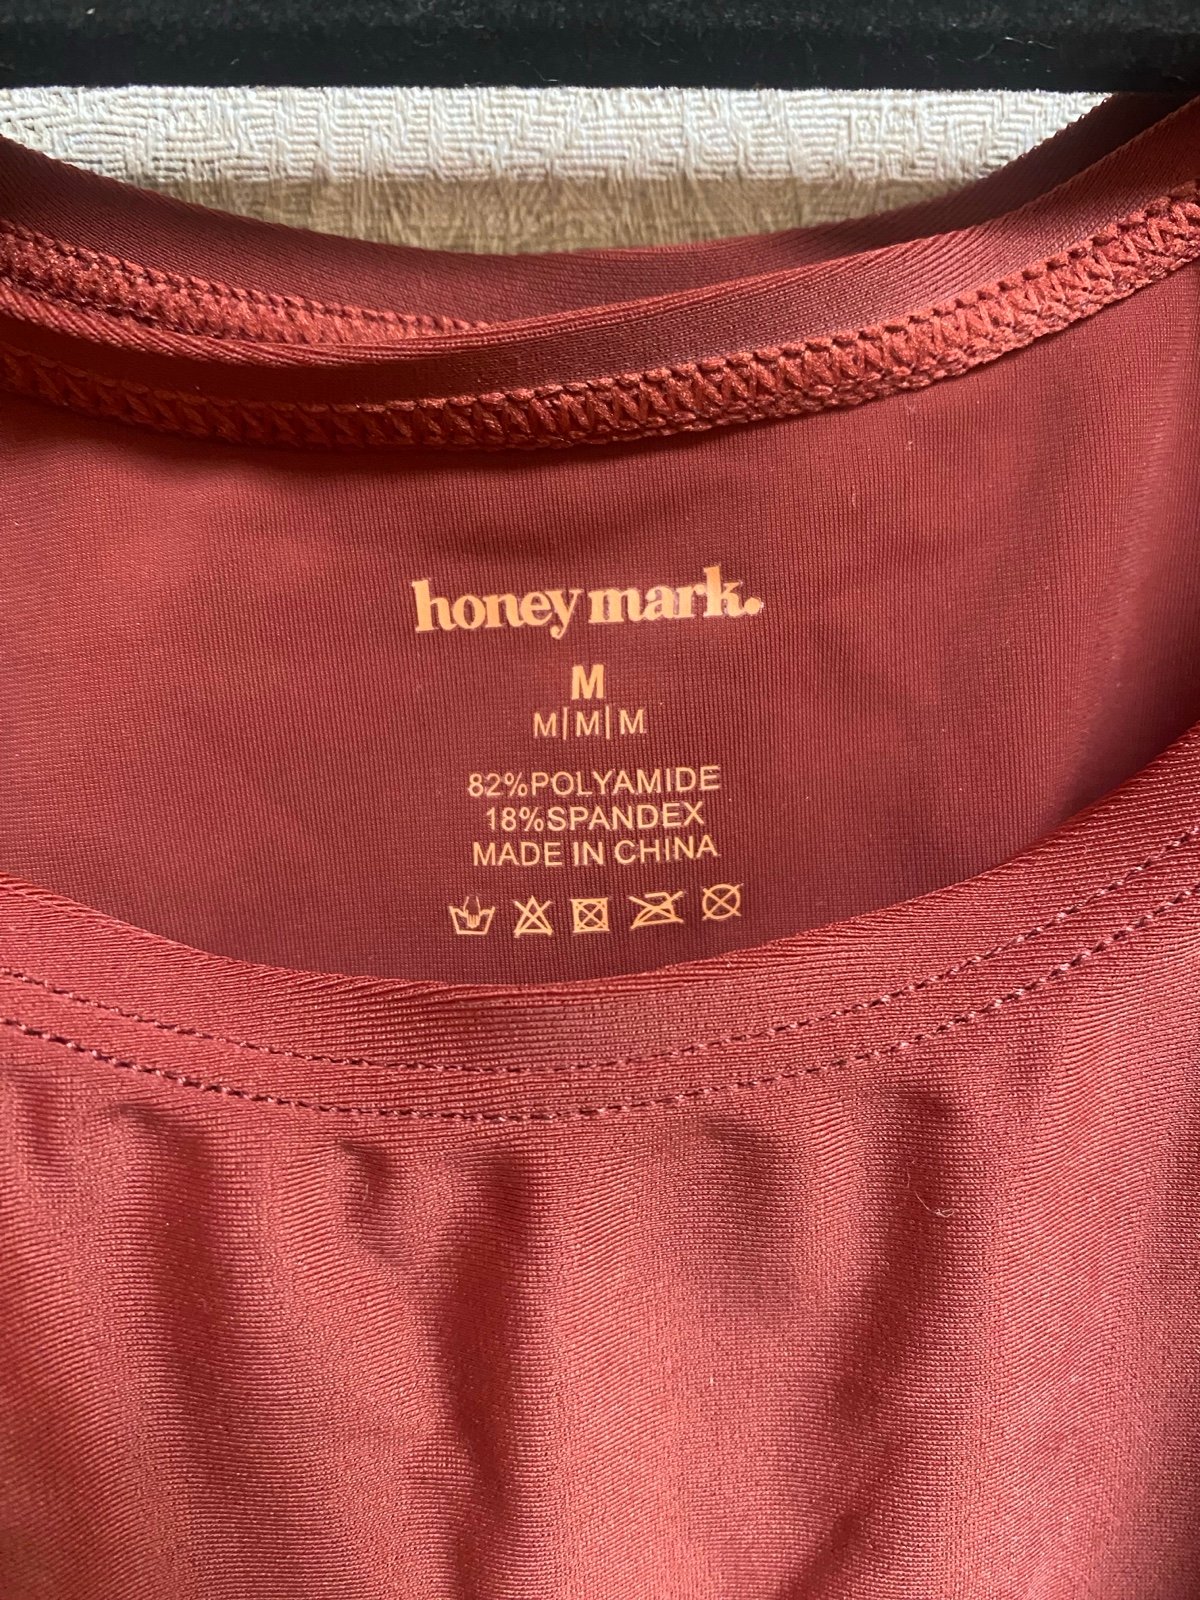 honey mark.
M
M|M|M
82%POLYAMIDE
18%SPANDEX
MADE IN CHINA